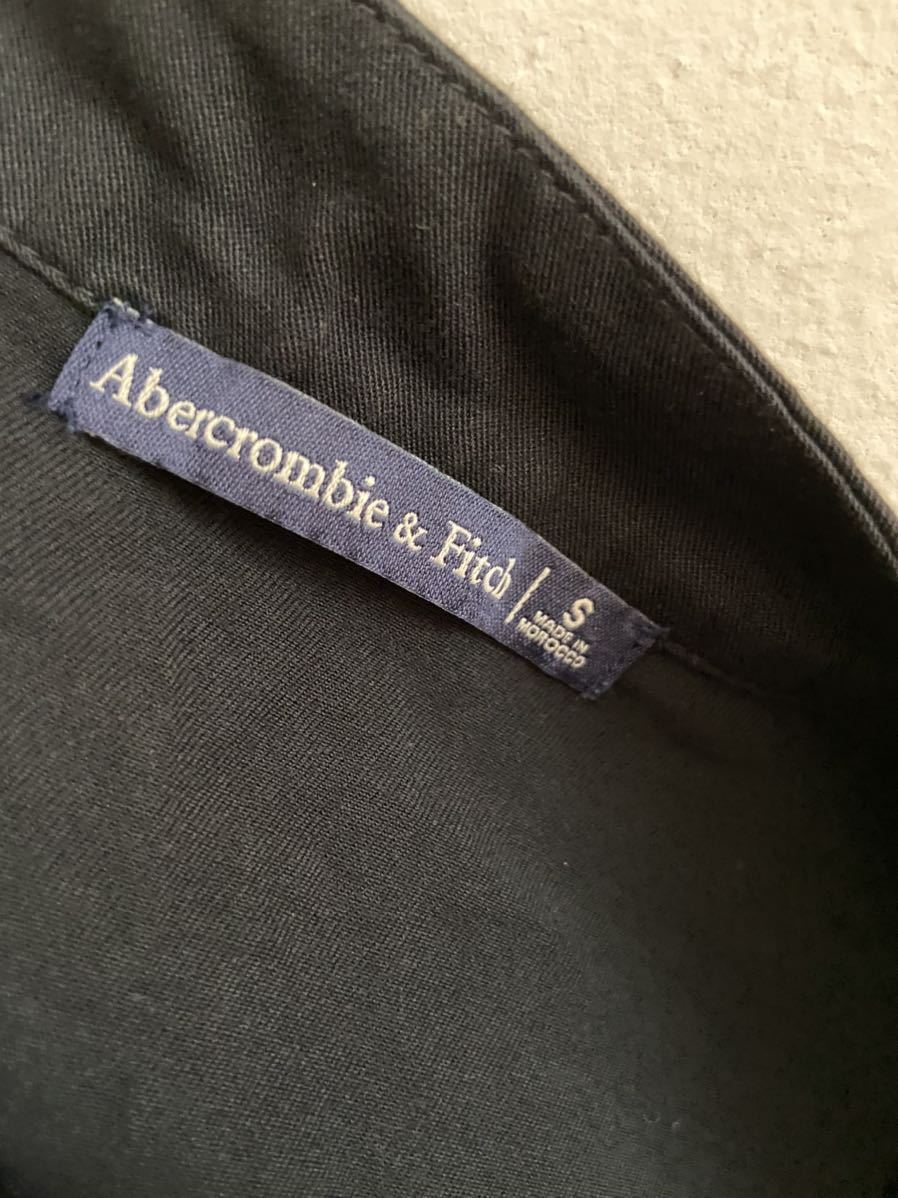 Abercrombie & Fitch | S
MADE IN
MOROCCO